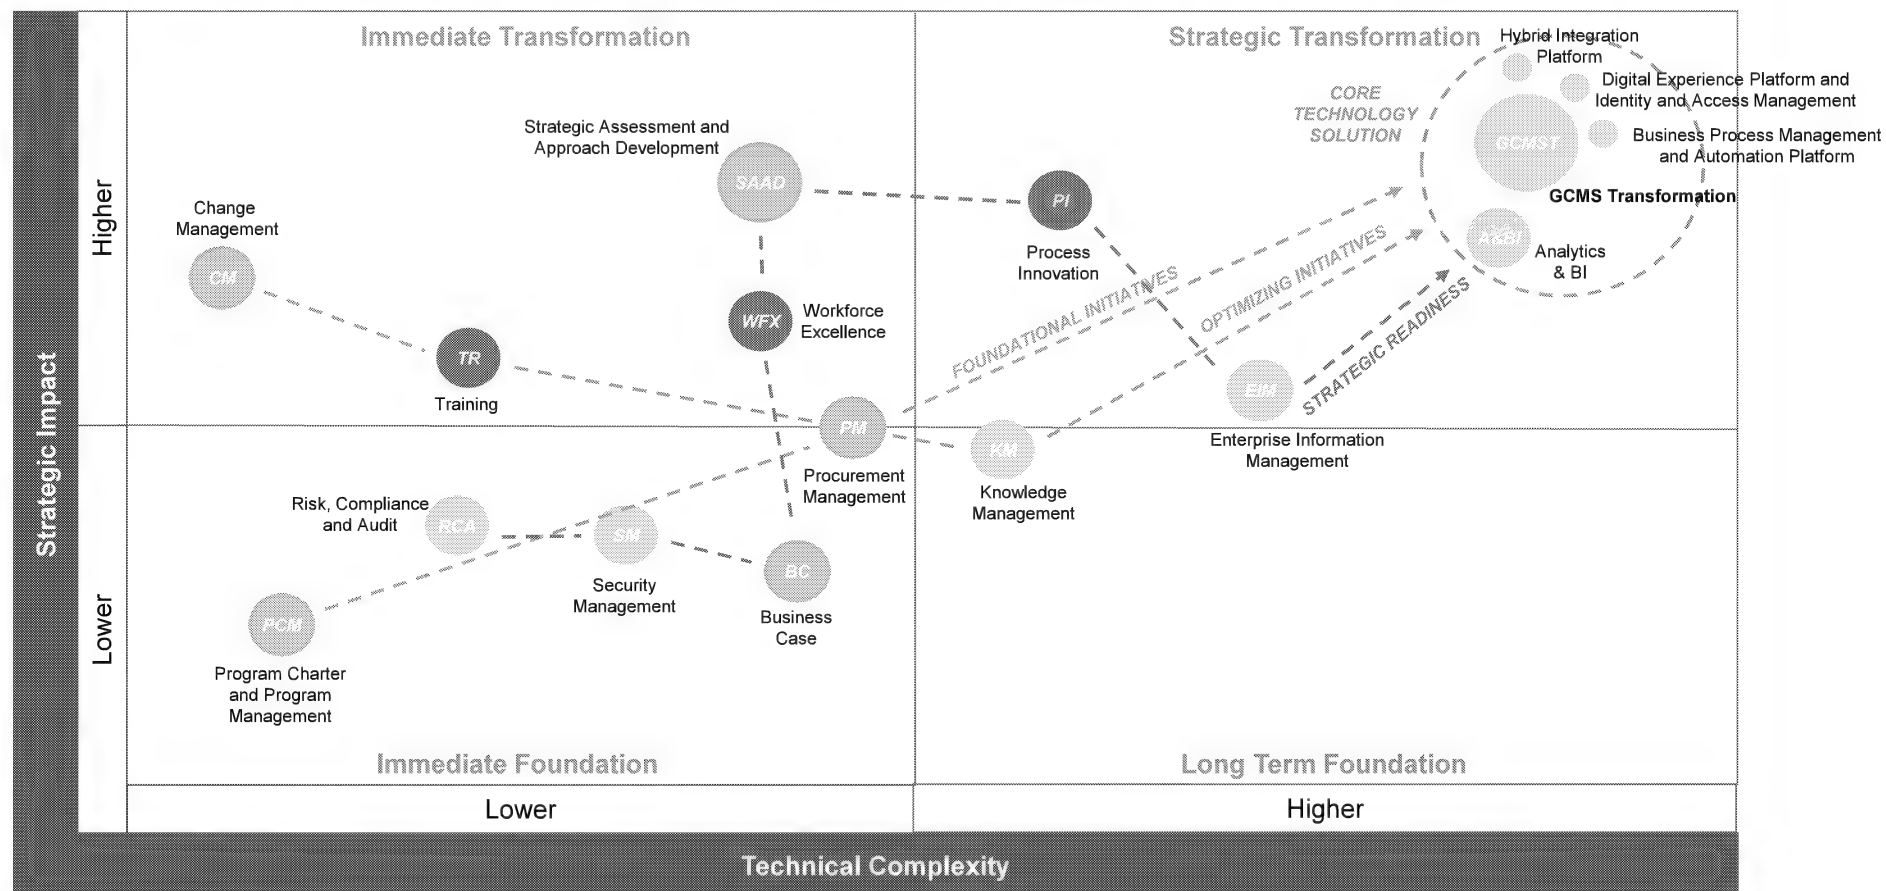 Immediate Transformation
Strategic Transformation
Hybrid Integration
Platform
Digital Experience Platform and
Identity and Access Management
CORE
TECHNOLOGY
SOLUTION
GCMST
Business Process Management
and Automation Platform
GCMS Transformation
Strategic Assessment and
Approach Development
SAAD
PI
Process
Innovation
A&BI
Analytics
& BI
Higher
Change
Management
CM
WFX
Workforce
Excellence
FOUNDATIONAL INITIATIVES
OPTIMIZING INITIATIVES
STRATEGIC READINESS
TR
Training
EIM
Enterprise Information
Management
PM
Procurement
Management
KM
Knowledge
Management
Strategic Impact
Risk, Compliance
and Audit
RCA
SM
Security
Management
BC
Business
Case
Lower
PCM
Program Charter
and Program
Management
Immediate Foundation
Long Term Foundation
Lower
Higher
Technical Complexity